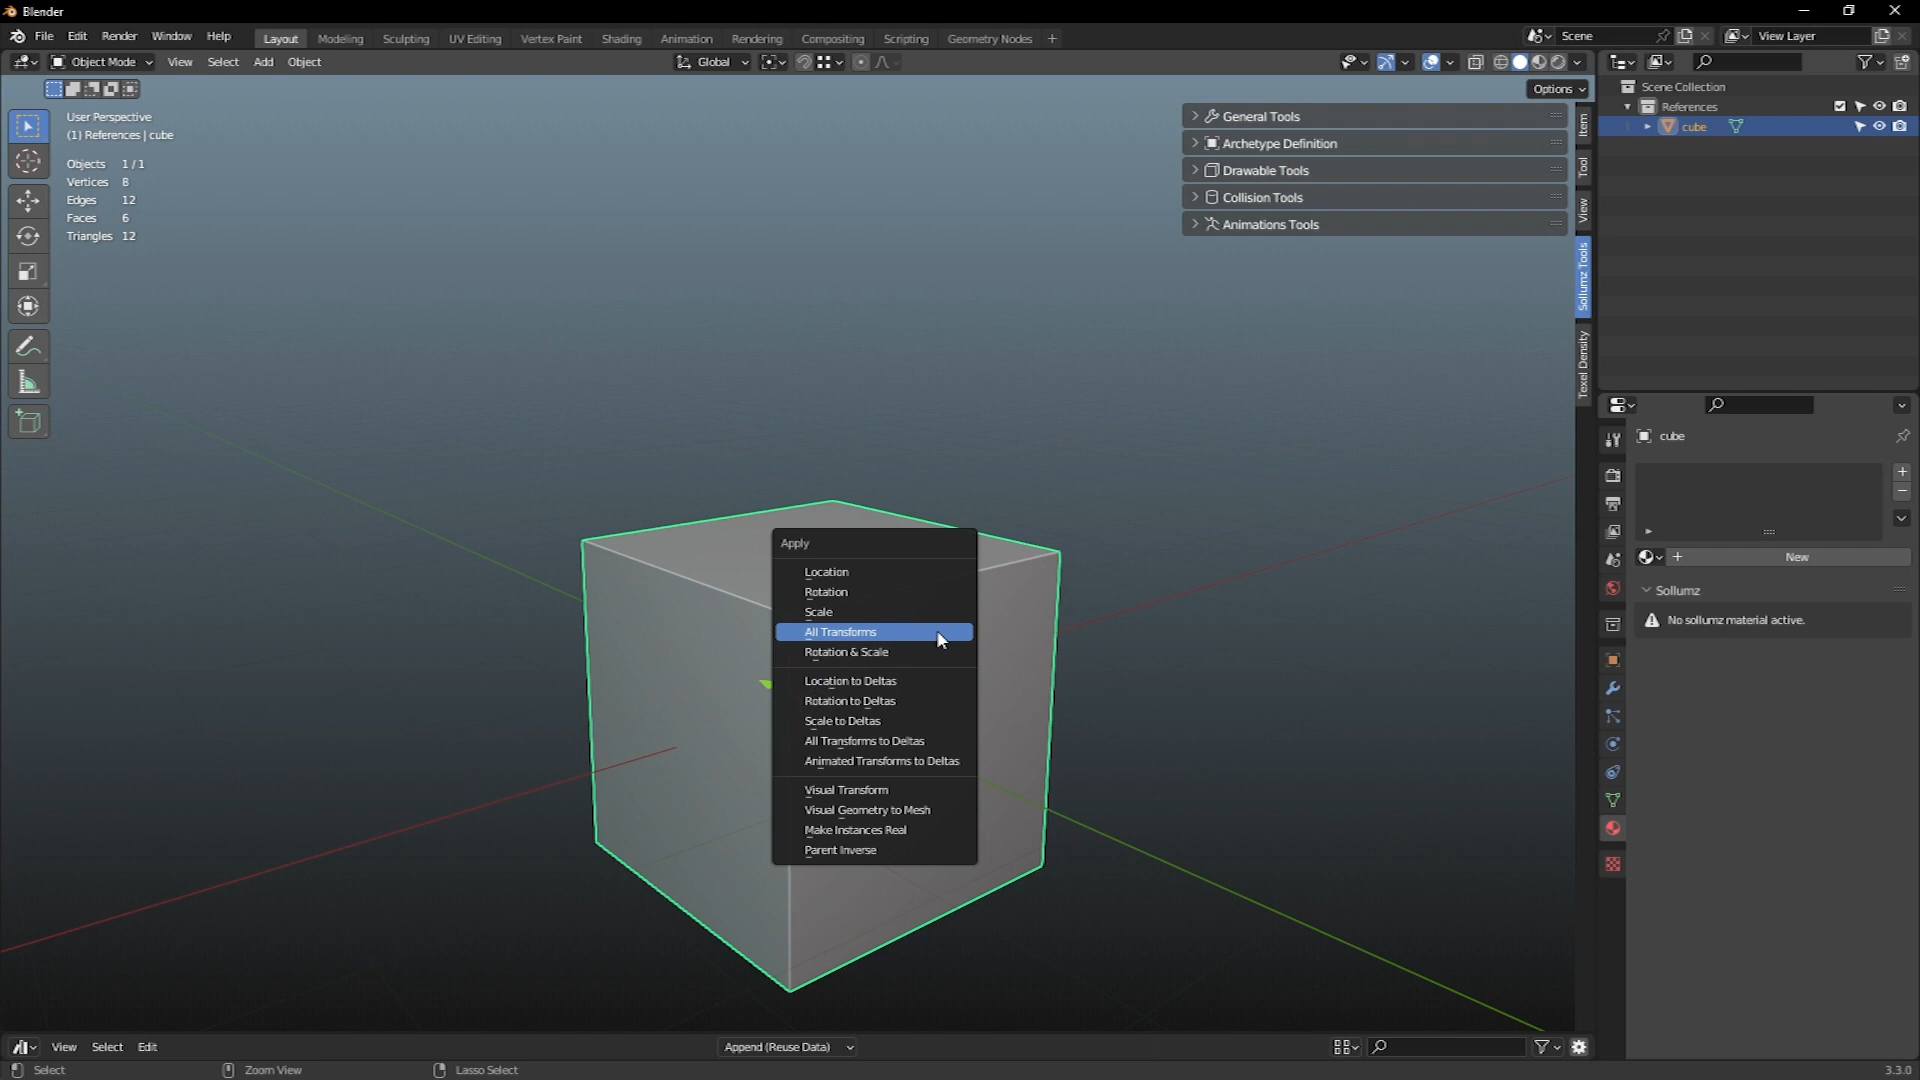 Blender
File Edit Render Window Help Layout Modeling Sculpting UV Editing Vertex Paint Shading Animation Rendering Compositing Scripting Geometry Nodes + Scene View Layer
Object Mode View Select Add Object Global
Options
User Perspective
(1) References | cube
Objects 1/1
Vertices 8
Edges 12
Faces 6
Triangles 12
General Tools
Archetype Definition
Drawable Tools
Collision Tools
Animations Tools
Item
Tool
View
Sollumz Tools
Texel Density
Scene Collection
References
cube
cube
New
Sollumz
No sollumz material active.
Apply
Location
Rotation
Scale
All Transforms
Rotation & Scale
Location to Deltas
Rotation to Deltas
Scale to Deltas
All Transforms to Deltas
Animated Transforms to Deltas
Visual Transform
Visual Geometry to Mesh
Make Instances Real
Parent Inverse
View Select Edit Append (Reuse Data)
Select Zoom View Lasso Select 3.3.0